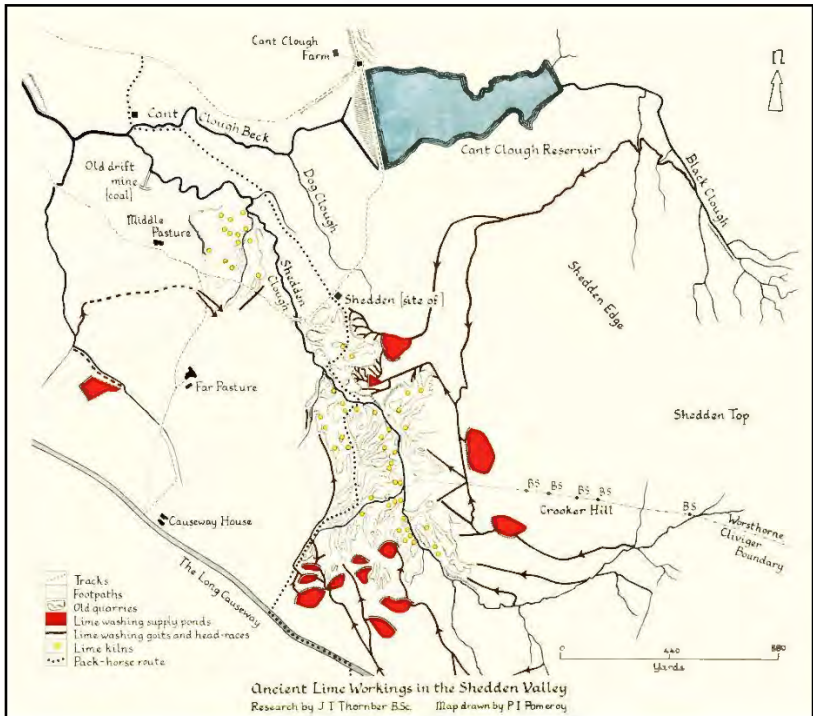 Cant Clough
Farm
n
Cant
Clough Beck
Cant Clough Reservoir
Black Clough
Old drift
mine
[coal]
Dog Clough
Middle
Pasture
Shedden
Clough
Shedden [site of]
Shedden Edge
Far Pasture
Shedden Top
BS
BS
BS
BS
BS
Crooker Hill
Worsthorne
Cliviger
Boundary
Causeway House
The Long Causeway
Tracks
Footpaths
Old quarries
Lime washing supply ponds
Lime washing goits and head-races
Lime kilns
Pack-horse route
0 440 880
Yards
Ancient Lime Workings in the Shedden Valley
Research by J I Thornber B.Sc. Map drawn by P I Pomeroy